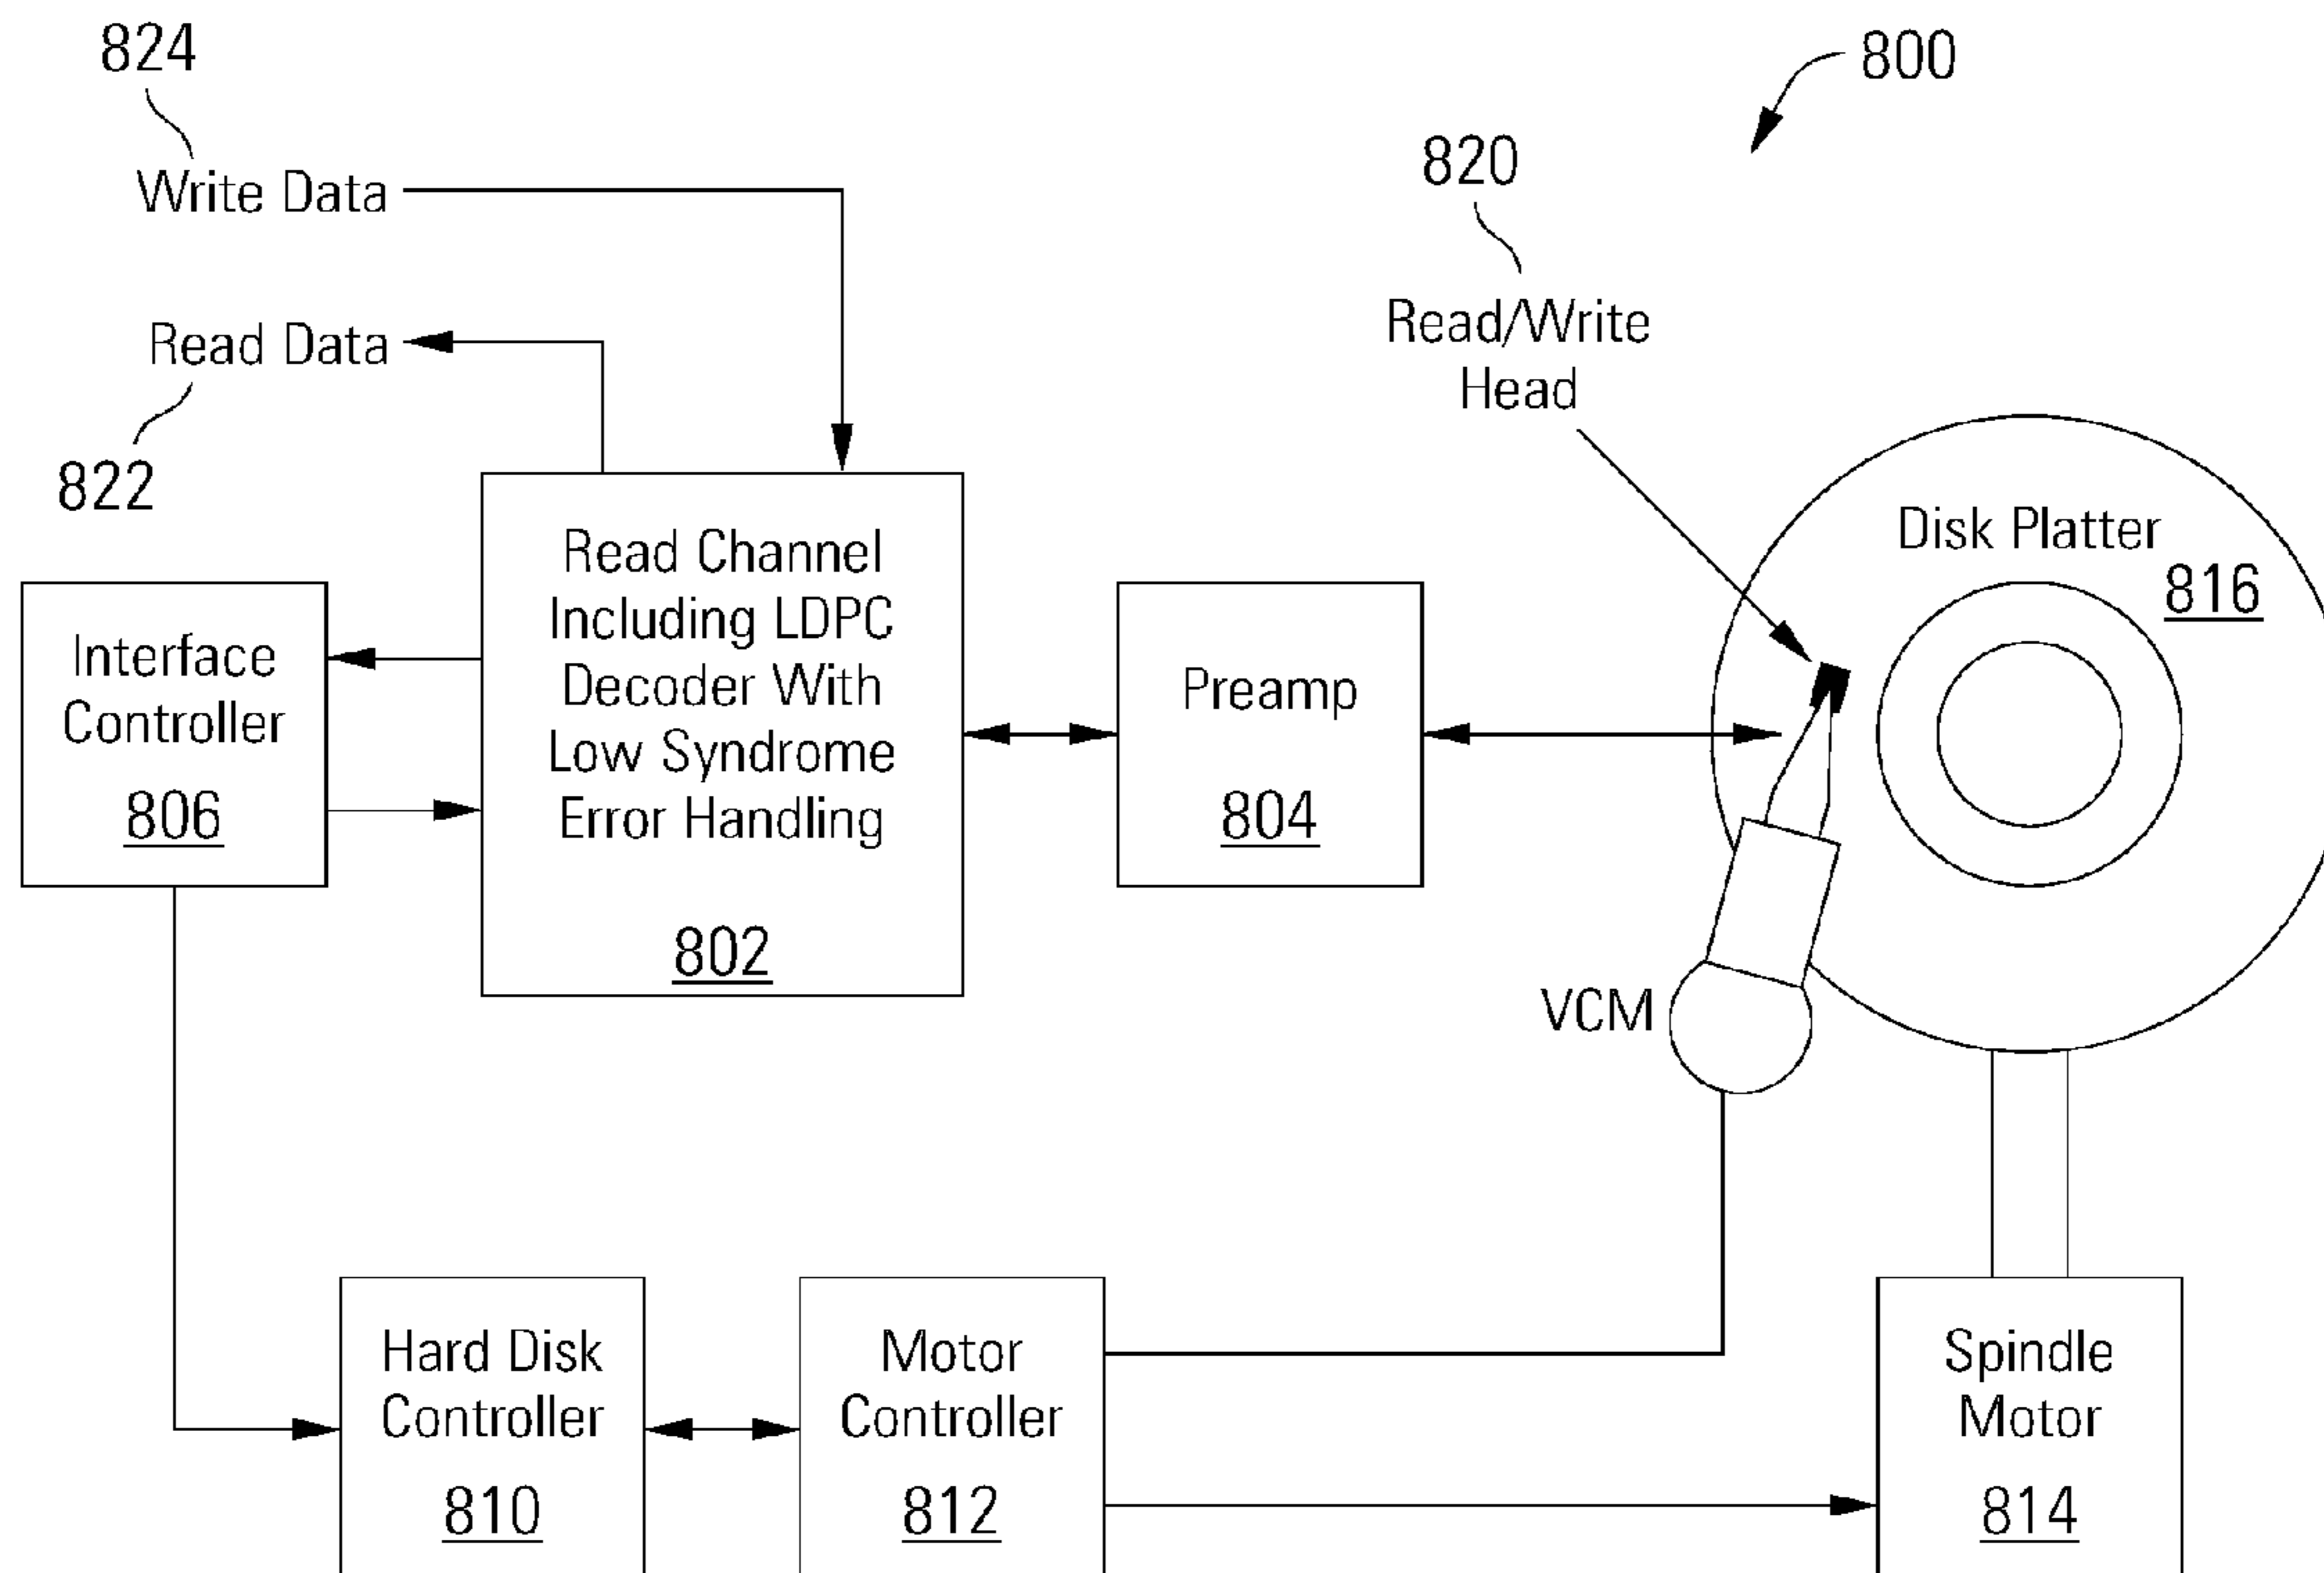 824
Write Data
800
820
Read/Write
Head
Read Data
822
Disk Platter
816
Read Channel
Including LDPC
Decoder With
Low Syndrome
Error Handling
802
Interface
Controller
806
Preamp
804
VCM
Hard Disk
Controller
810
Motor
Controller
812
Spindle
Motor
814